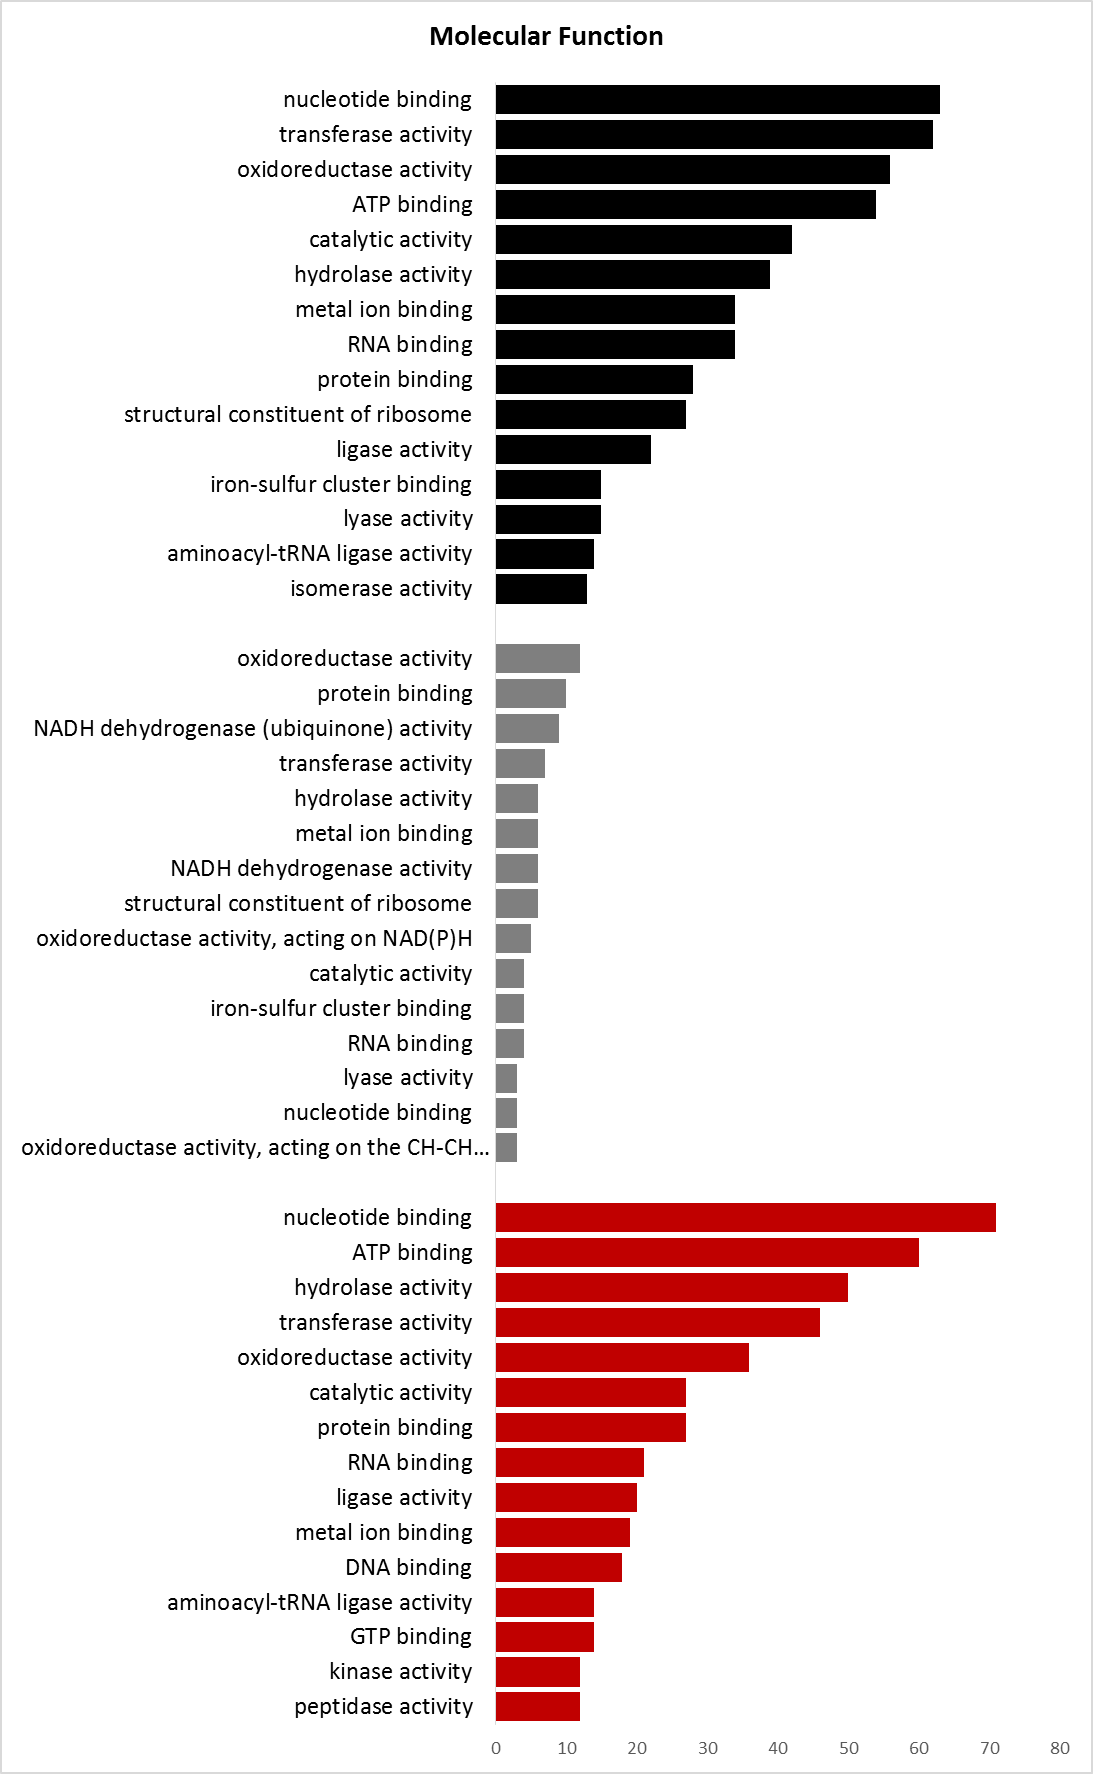 Molecular Function
nucleotide binding
transferase activity
oxidoreductase activity
ATP binding
catalytic activity
hydrolase activity
metal ion binding
RNA binding
protein binding
structural constituent of ribosome
ligase activity
iron-sulfur cluster binding
lyase activity
aminoacyl-tRNA ligase activity
isomerase activity
oxidoreductase activity
protein binding
NADH dehydrogenase (ubiquinone) activity
transferase activity
hydrolase activity
metal ion binding
NADH dehydrogenase activity
structural constituent of ribosome
oxidoreductase activity, acting on NAD(P)H
catalytic activity
iron-sulfur cluster binding
RNA binding
lyase activity
nucleotide binding
oxidoreductase activity, acting on the CH-CH...
nucleotide binding
ATP binding
hydrolase activity
transferase activity
oxidoreductase activity
catalytic activity
protein binding
RNA binding
ligase activity
metal ion binding
DNA binding
aminoacyl-tRNA ligase activity
GTP binding
kinase activity
peptidase activity
0 10 20 30 40 50 60 70 80